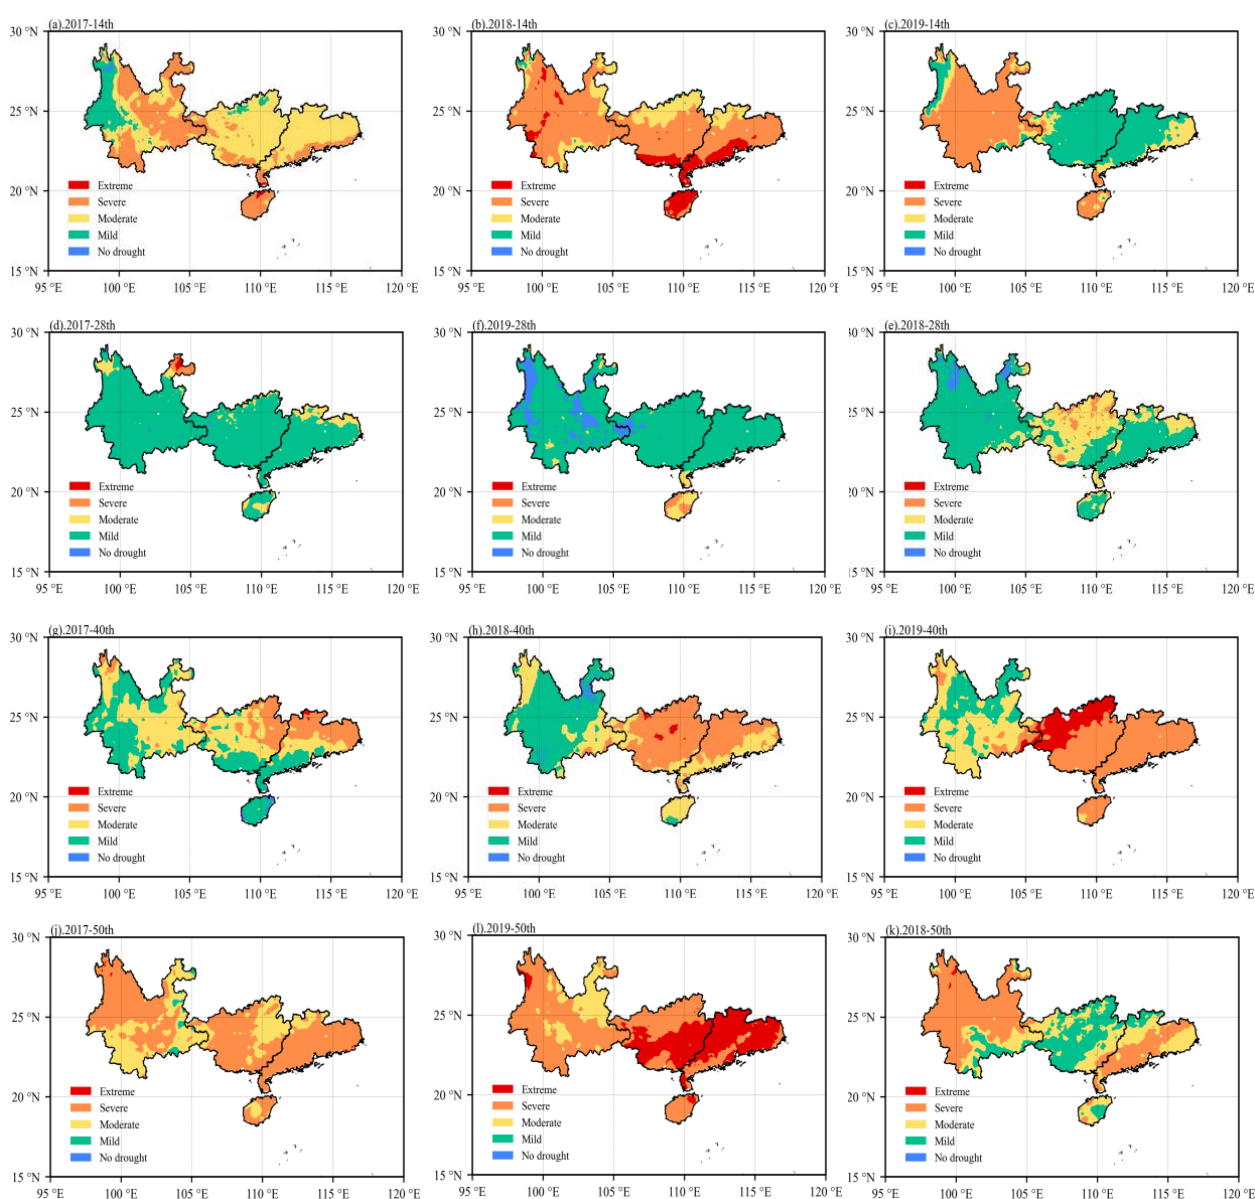 (a).2017-14th
30 °N
25 °N
20 °N
15 °N
Extreme
Severe
Moderate
Mild
No drought
95 °E 100 °E 105 °E 110 °E 115 °E 120 °E
(b).2018-14th
30 °N
25 °N
20 °N
15 °N
Extreme
Severe
Moderate
Mild
No drought
95 °E 100 °E 105 °E 110 °E 115 °E 120 °E
(c).2019-14th
30 °N
25 °N
20 °N
15 °N
Extreme
Severe
Moderate
Mild
No drought
95 °E 100 °E 105 °E 110 °E 115 °E 120 °E
(d).2017-28th
30 °N
25 °N
20 °N
15 °N
Extreme
Severe
Moderate
Mild
No drought
95 °E 100 °E 105 °E 110 °E 115 °E 120 °E
(f).2019-28th
30 °N
25 °N
20 °N
15 °N
Extreme
Severe
Moderate
Mild
No drought
95 °E 100 °E 105 °E 110 °E 115 °E 120 °E
(e).2018-28th
30 °N
25 °N
20 °N
15 °N
Extreme
Severe
Moderate
Mild
No drought
95 °E 100 °E 105 °E 110 °E 115 °E 120 °E
(g).2017-40th
30 °N
25 °N
20 °N
15 °N
Extreme
Severe
Moderate
Mild
No drought
95 °E 100 °E 105 °E 110 °E 115 °E 120 °E
(h).2018-40th
30 °N
25 °N
20 °N
15 °N
Extreme
Severe
Moderate
Mild
No drought
95 °E 100 °E 105 °E 110 °E 115 °E 120 °E
(i).2019-40th
30 °N
25 °N
20 °N
15 °N
Extreme
Severe
Moderate
Mild
No drought
95 °E 100 °E 105 °E 110 °E 115 °E 120 °E
(j).2017-50th
30 °N
25 °N
20 °N
15 °N
Extreme
Severe
Moderate
Mild
No drought
95 °E 100 °E 105 °E 110 °E 115 °E 120 °E
(l).2019-50th
30 °N
25 °N
20 °N
15 °N
Extreme
Severe
Moderate
Mild
No drought
95 °E 100 °E 105 °E 110 °E 115 °E 120 °E
(k).2018-50th
30 °N
25 °N
20 °N
15 °N
Extreme
Severe
Moderate
Mild
No drought
95 °E 100 °E 105 °E 110 °E 115 °E 120 °E